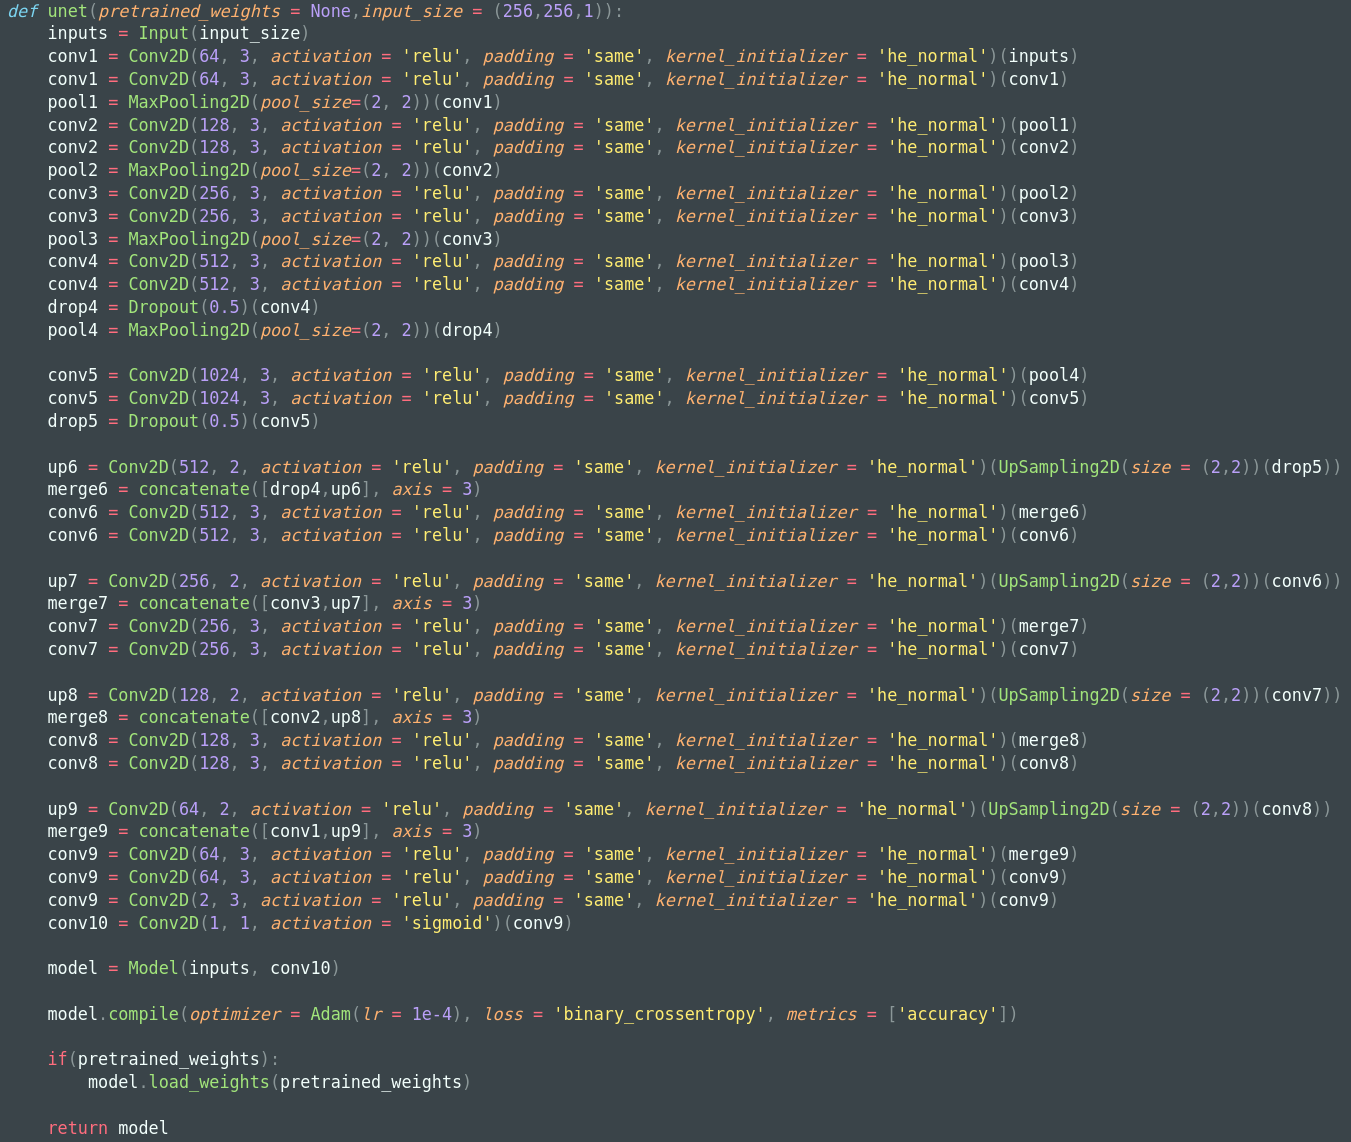 def unet(pretrained_weights = None,input_size = (256,256,1)):
    inputs = Input(input_size)
    conv1 = Conv2D(64, 3, activation = 'relu', padding = 'same', kernel_initializer = 'he_normal')(inputs)
    conv1 = Conv2D(64, 3, activation = 'relu', padding = 'same', kernel_initializer = 'he_normal')(conv1)
    pool1 = MaxPooling2D(pool_size=(2, 2))(conv1)
    conv2 = Conv2D(128, 3, activation = 'relu', padding = 'same', kernel_initializer = 'he_normal')(pool1)
    conv2 = Conv2D(128, 3, activation = 'relu', padding = 'same', kernel_initializer = 'he_normal')(conv2)
    pool2 = MaxPooling2D(pool_size=(2, 2))(conv2)
    conv3 = Conv2D(256, 3, activation = 'relu', padding = 'same', kernel_initializer = 'he_normal')(pool2)
    conv3 = Conv2D(256, 3, activation = 'relu', padding = 'same', kernel_initializer = 'he_normal')(conv3)
    pool3 = MaxPooling2D(pool_size=(2, 2))(conv3)
    conv4 = Conv2D(512, 3, activation = 'relu', padding = 'same', kernel_initializer = 'he_normal')(pool3)
    conv4 = Conv2D(512, 3, activation = 'relu', padding = 'same', kernel_initializer = 'he_normal')(conv4)
    drop4 = Dropout(0.5)(conv4)
    pool4 = MaxPooling2D(pool_size=(2, 2))(drop4)

    conv5 = Conv2D(1024, 3, activation = 'relu', padding = 'same', kernel_initializer = 'he_normal')(pool4)
    conv5 = Conv2D(1024, 3, activation = 'relu', padding = 'same', kernel_initializer = 'he_normal')(conv5)
    drop5 = Dropout(0.5)(conv5)

    up6 = Conv2D(512, 2, activation = 'relu', padding = 'same', kernel_initializer = 'he_normal')(UpSampling2D(size = (2,2))(drop5))
    merge6 = concatenate([drop4,up6], axis = 3)
    conv6 = Conv2D(512, 3, activation = 'relu', padding = 'same', kernel_initializer = 'he_normal')(merge6)
    conv6 = Conv2D(512, 3, activation = 'relu', padding = 'same', kernel_initializer = 'he_normal')(conv6)

    up7 = Conv2D(256, 2, activation = 'relu', padding = 'same', kernel_initializer = 'he_normal')(UpSampling2D(size = (2,2))(conv6))
    merge7 = concatenate([conv3,up7], axis = 3)
    conv7 = Conv2D(256, 3, activation = 'relu', padding = 'same', kernel_initializer = 'he_normal')(merge7)
    conv7 = Conv2D(256, 3, activation = 'relu', padding = 'same', kernel_initializer = 'he_normal')(conv7)

    up8 = Conv2D(128, 2, activation = 'relu', padding = 'same', kernel_initializer = 'he_normal')(UpSampling2D(size = (2,2))(conv7))
    merge8 = concatenate([conv2,up8], axis = 3)
    conv8 = Conv2D(128, 3, activation = 'relu', padding = 'same', kernel_initializer = 'he_normal')(merge8)
    conv8 = Conv2D(128, 3, activation = 'relu', padding = 'same', kernel_initializer = 'he_normal')(conv8)

    up9 = Conv2D(64, 2, activation = 'relu', padding = 'same', kernel_initializer = 'he_normal')(UpSampling2D(size = (2,2))(conv8))
    merge9 = concatenate([conv1,up9], axis = 3)
    conv9 = Conv2D(64, 3, activation = 'relu', padding = 'same', kernel_initializer = 'he_normal')(merge9)
    conv9 = Conv2D(64, 3, activation = 'relu', padding = 'same', kernel_initializer = 'he_normal')(conv9)
    conv9 = Conv2D(2, 3, activation = 'relu', padding = 'same', kernel_initializer = 'he_normal')(conv9)
    conv10 = Conv2D(1, 1, activation = 'sigmoid')(conv9)

    model = Model(inputs, conv10)

    model.compile(optimizer = Adam(lr = 1e-4), loss = 'binary_crossentropy', metrics = ['accuracy'])

    if(pretrained_weights):
        model.load_weights(pretrained_weights)

    return model